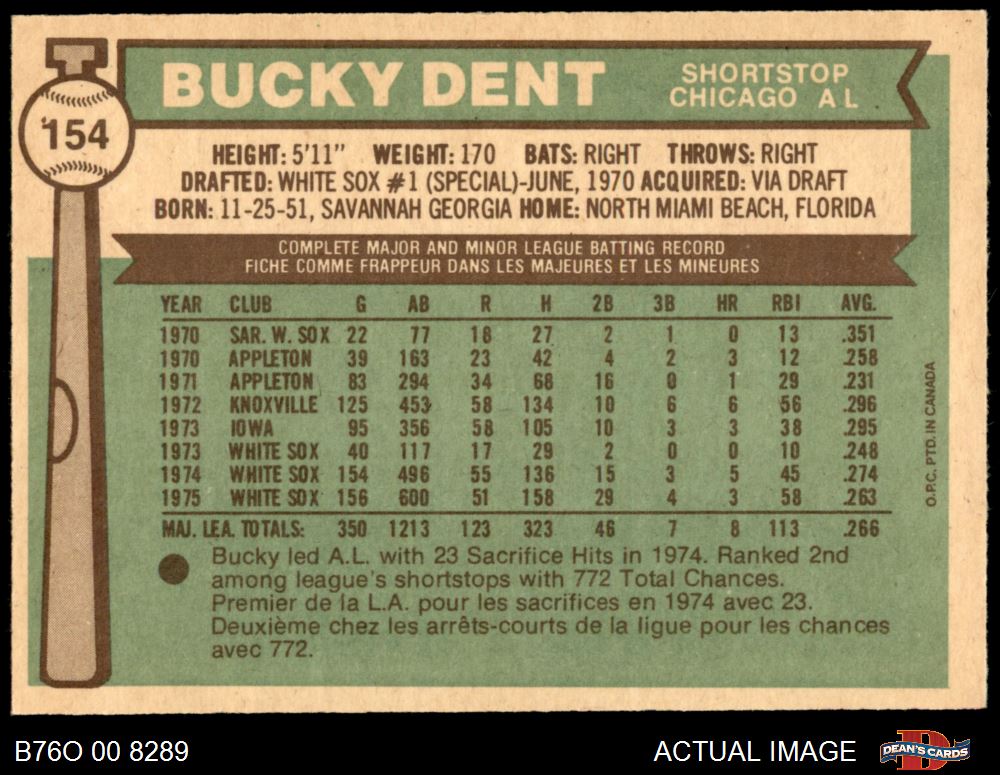 BUCKY DENT
SHORTSTOP
CHICAGO A L
154
HEIGHT: 5'11" WEIGHT: 170 BATS: RIGHT THROWS: RIGHT
DRAFTED: WHITE SOX #1 (SPECIAL)-JUNE, 1970 ACQUIRED: VIA DRAFT
BORN: 11-25-51, SAVANNAH GEORGIA HOME: NORTH MIAMI BEACH, FLORIDA
COMPLETE MAJOR AND MINOR LEAGUE BATTING RECORD
FICHE COMME FRAPPEUR DANS LES MAJEURES ET LES MINEURES
YEAR CLUB G AB R H 2B 3B HR RBI AVG.
1970 SAR. W. SOX 22 77 18 27 2 1 0 13 .351
1970 APPLETON 39 163 23 42 4 2 3 12 .258
1971 APPLETON 83 294 34 68 16 0 1 29 .231
1972 KNOXVILLE 125 453 58 134 10 6 6 56 .296
1973 IOWA 95 356 58 105 10 3 3 38 .295
1973 WHITE SOX 40 117 17 29 2 0 0 10 .248
1974 WHITE SOX 154 496 55 136 15 3 5 45 .274
1975 WHITE SOX 156 600 51 158 29 4 3 58 .263
MAJ. LEA. TOTALS: 350 1213 123 323 46 7 8 113 .266
Bucky led A.L. with 23 Sacrifice Hits in 1974. Ranked 2nd
among league's shortstops with 772 Total Chances.
Premier de la L.A. pour les sacrifices en 1974 avec 23.
Deuxième chez les arrêts-courts de la ligue pour les chances
avec 772.
O.P.C. PTD. IN CANADA
B76O 00 8289
ACTUAL IMAGE
D
DEAN'S CARDS